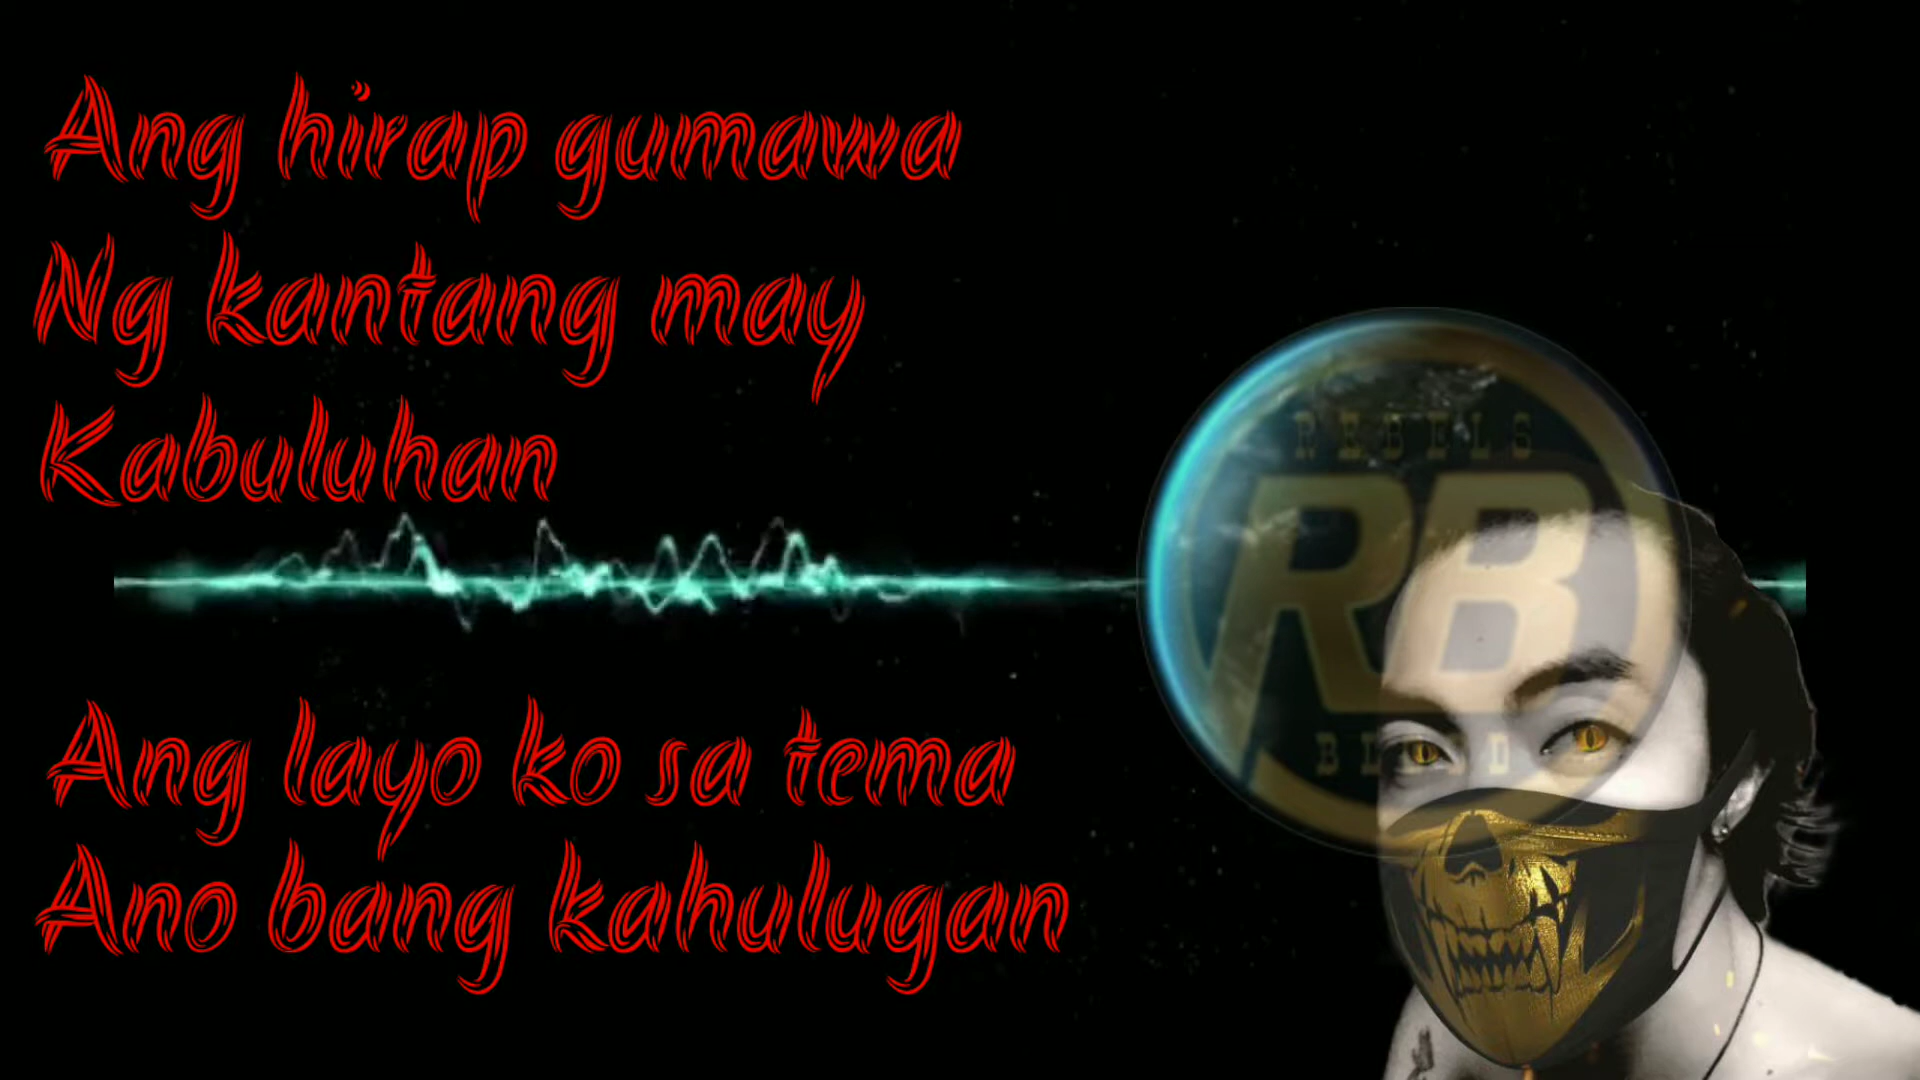 Ang hirap gumawa
Ng kantang may
Kabuluhan
REBELS
RB
Ang layo ko sa tema
Ano bang kahulugan